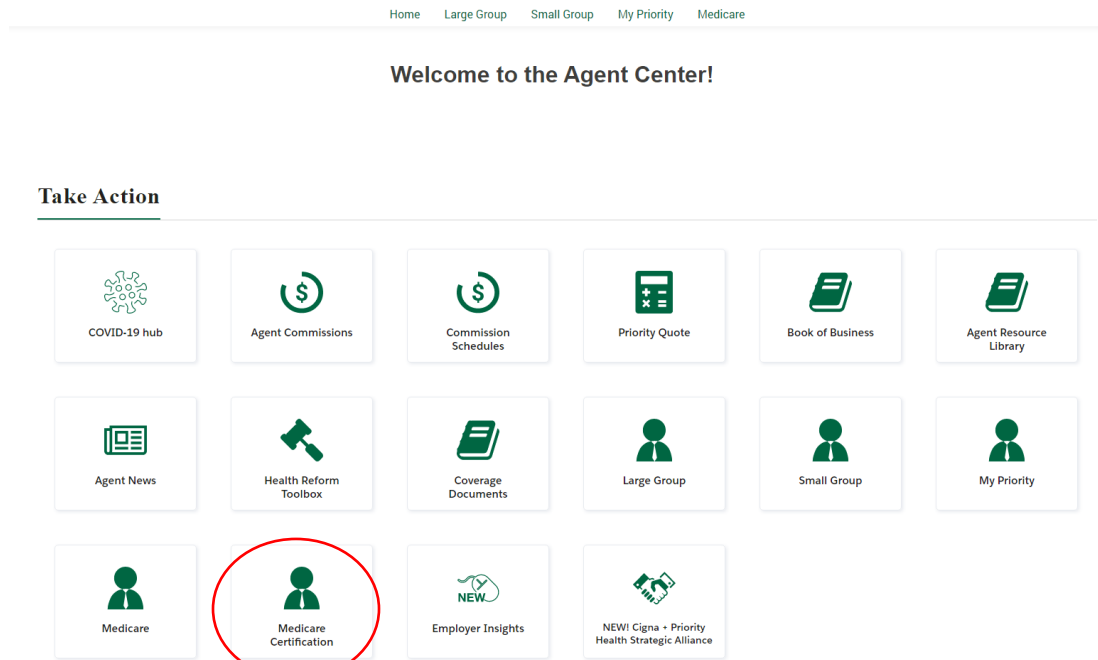 Home Large Group Small Group My Priority Medicare
Welcome to the Agent Center!
Take Action
COVID-19 hub
Agent Commissions
Commission
Schedules
Priority Quote
Book of Business
Agent Resource
Library
Agent News
Health Reform
Toolbox
Coverage
Documents
Large Group
Small Group
My Priority
Medicare
Medicare
Certification
NEW
Employer Insights
NEW! Cigna + Priority
Health Strategic Alliance